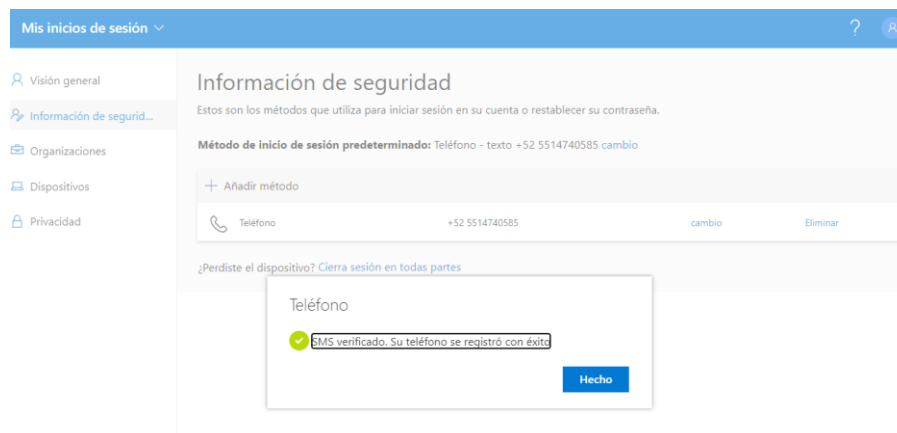 Mis inicios de sesión
?
Visión general
Información de segurid...
Organizaciones
Dispositivos
Privacidad
Información de seguridad
Estos son los métodos que utiliza para iniciar sesión en su cuenta o restablecer su contraseña.
Método de inicio de sesión predeterminado: Teléfono - texto +52 5514740585 cambio
+ Añadir método
Teléfono +52 5514740585 cambio Eliminar
¿Perdiste el dispositivo? Cierra sesión en todas partes
Teléfono
SMS verificado. Su teléfono se registró con éxito
Hecho